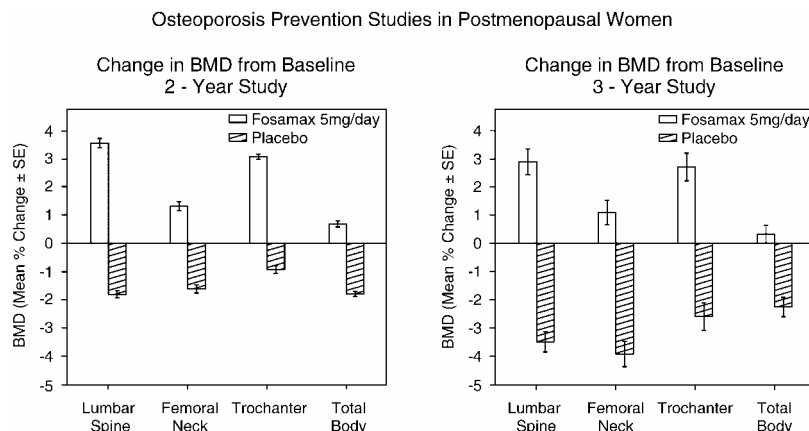 Osteoporosis Prevention Studies in Postmenopausal Women
Change in BMD from Baseline
2 - Year Study
Fosamax 5mg/day
Placebo
BMD (Mean % Change ± SE)
4
3
2
1
0
-1
-2
-3
-4
-5
Lumbar Spine
Femoral Neck
Trochanter
Total Body
Change in BMD from Baseline
3 - Year Study
Fosamax 5mg/day
Placebo
BMD (Mean % Change ± SE)
4
3
2
1
0
-1
-2
-3
-4
-5
Lumbar Spine
Femoral Neck
Trochanter
Total Body